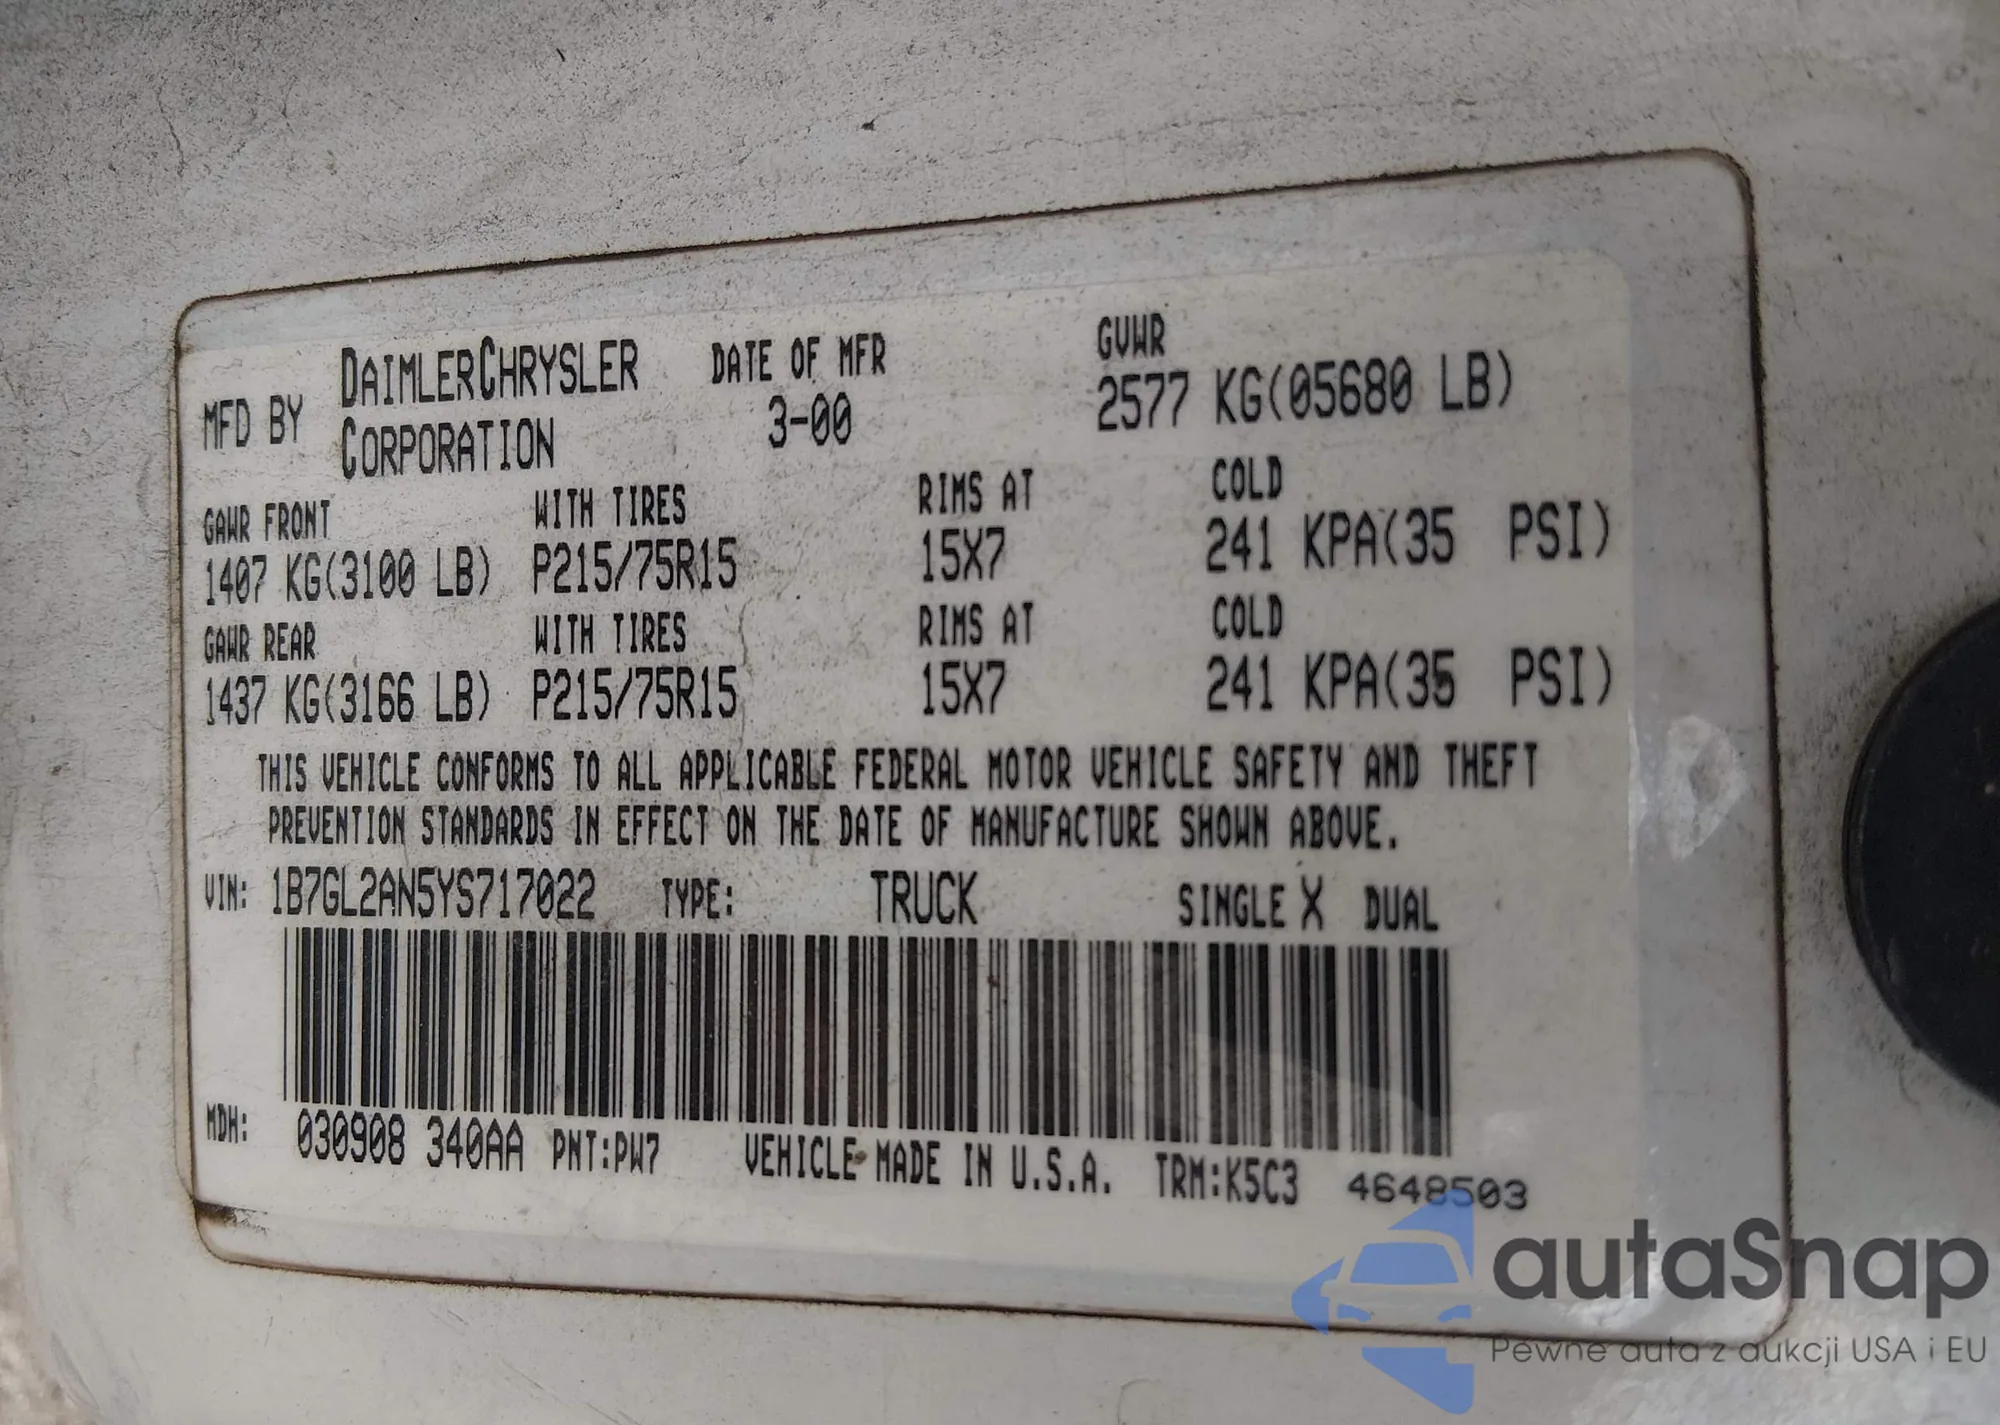 MFD BY DAIMLERCHRYSLER CORPORATION DATE OF MFR 3-00 GVWR 2577 KG(05680 LB)
GAWR FRONT WITH TIRES RIMS AT COLD
1407 KG(3100 LB) P215/75R15 15X7 241 KPA(35 PSI)
GAWR REAR WITH TIRES RIMS AT COLD
1437 KG(3166 LB) P215/75R15 15X7 241 KPA(35 PSI)
THIS VEHICLE CONFORMS TO ALL APPLICABLE FEDERAL MOTOR VEHICLE SAFETY AND THEFT
PREVENTION STANDARDS IN EFFECT ON THE DATE OF MANUFACTURE SHOWN ABOVE.
VIN: 1B7GL2AN5YS717022 TYPE: TRUCK SINGLE X DUAL
MDH: 030908 340AA PNT:PW7 VEHICLE MADE IN U.S.A. TRM:K5C3 4648503
autaSnap
Pewne auta z aukcji USA i EU